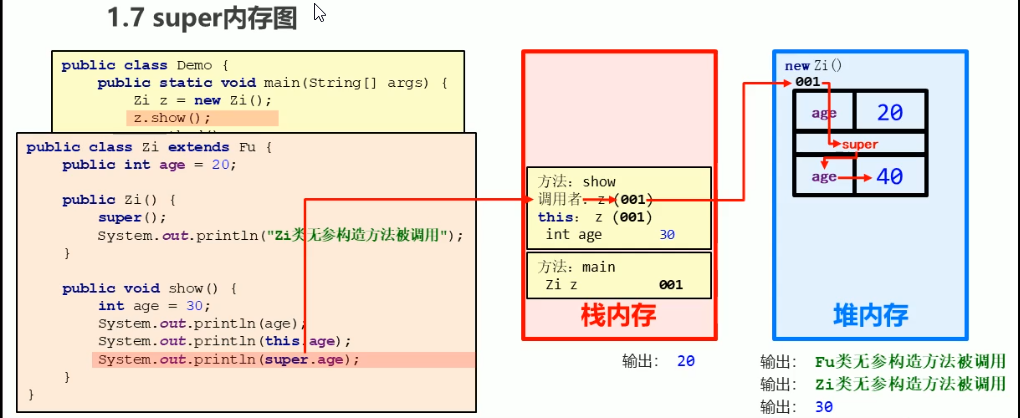 1.7 super内存图
public class Demo {
public static void main(String[] args) {
Zi z = new Zi();
z.show();
public class Zi extends Fu {
public int age = 20;
public Zi() {
super();
System.out.println("Zi类无参构造方法被调用");
}
public void show() {
int age = 30;
System.out.println(age);
System.out.println(this.age);
System.out.println(super.age);
}
}
方法：show
调用者：z (001)
this： z (001)
int age 30
方法：main
Zi z 001
栈内存
输出： 20
new Zi()
001
age 20
super
age 40
堆内存
输出： Fu类无参构造方法被调用
输出： Zi类无参构造方法被调用
输出： 30